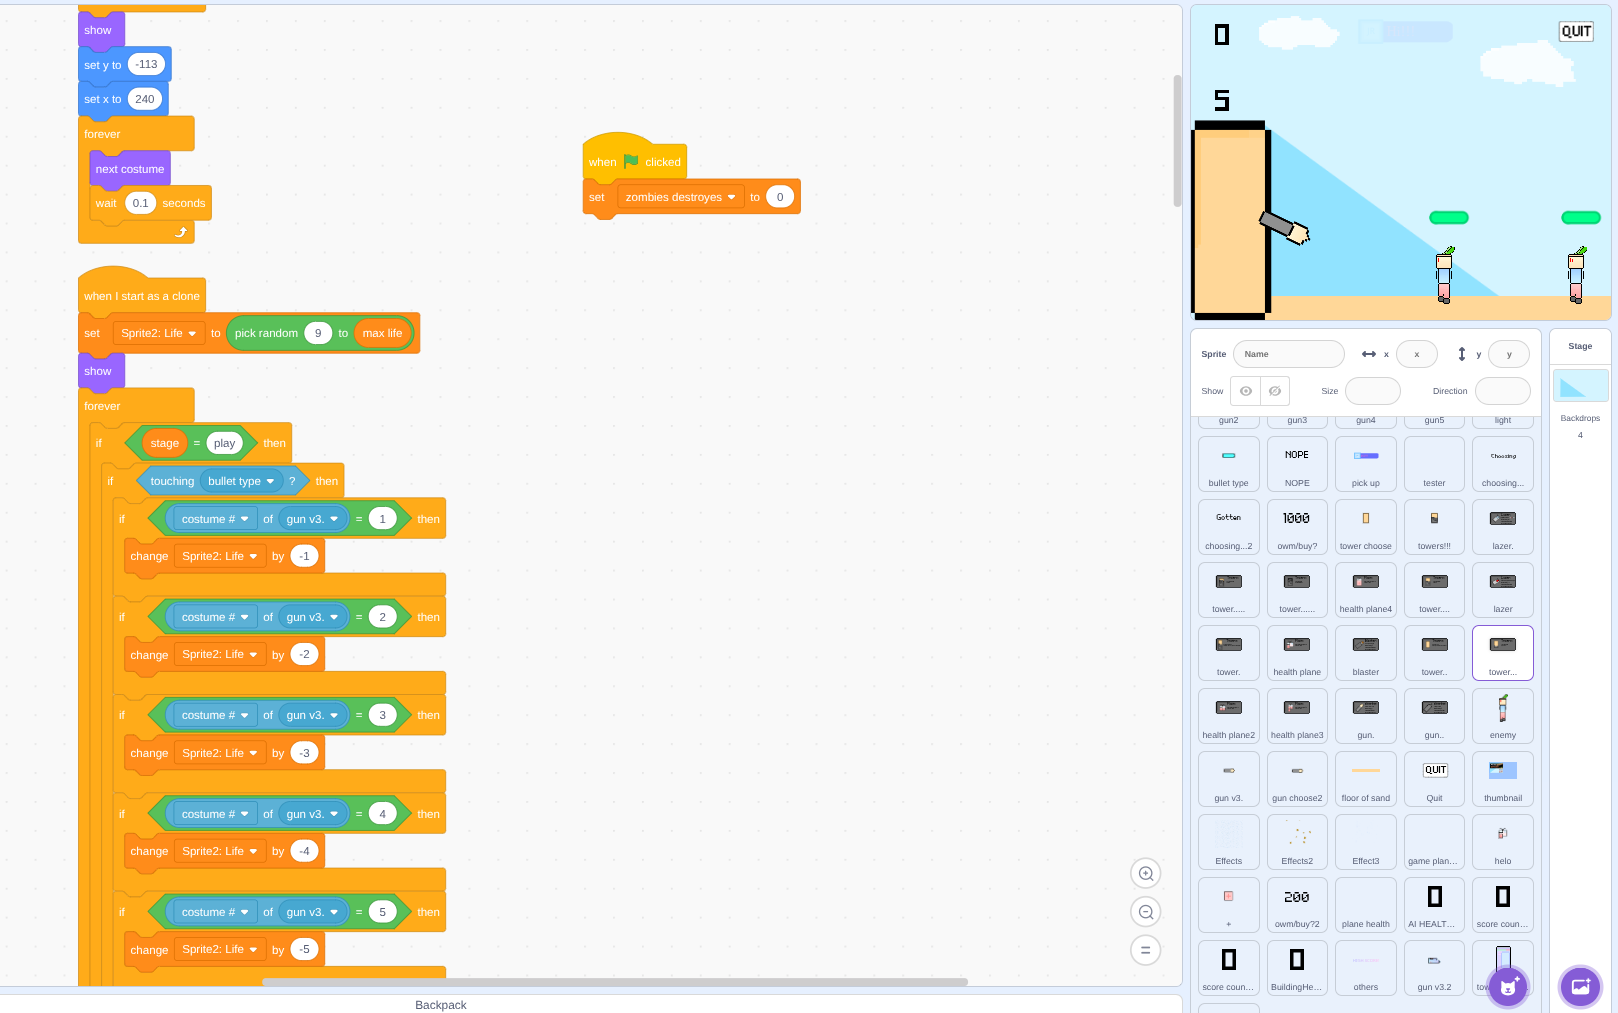 show
set y to -113
set x to 240
forever
next costume
wait 0.1 seconds
when I start as a clone
set Sprite2: Life to pick random 9 to max life
show
forever
if stage = play then
if touching bullet type ? then
if costume # of gun v3. = 1 then
change Sprite2: Life by -1
if costume # of gun v3. = 2 then
change Sprite2: Life by -2
if costume # of gun v3. = 3 then
change Sprite2: Life by -3
if costume # of gun v3. = 4 then
change Sprite2: Life by -4
if costume # of gun v3. = 5 then
change Sprite2: Life by -5
when clicked
set zombies destroyes to 0
=
Backpack
0
QUIT
5
Sprite Name x x y y
Show Size Direction
gun2 gun3 gun4 gun5 light
NOPE Choosing
bullet type NOPE pick up tester choosing...
Gotten 1000
choosing...2 owm/buy? tower choose towers!!! lazer.
tower..... tower...... health plane4 tower.... lazer
tower. health plane blaster tower.. tower...
health plane2 health plane3 gun. gun.. enemy
QUIT
gun v3. gun choose2 floor of sand Quit thumbnail
Effects Effects2 Effect3 game plan... helo
200 0 0
+ owm/buy?2 plane health AI HEALT... score coun...
0 0
score coun... BuildingHe... others gun v3.2
Stage
Backdrops
4